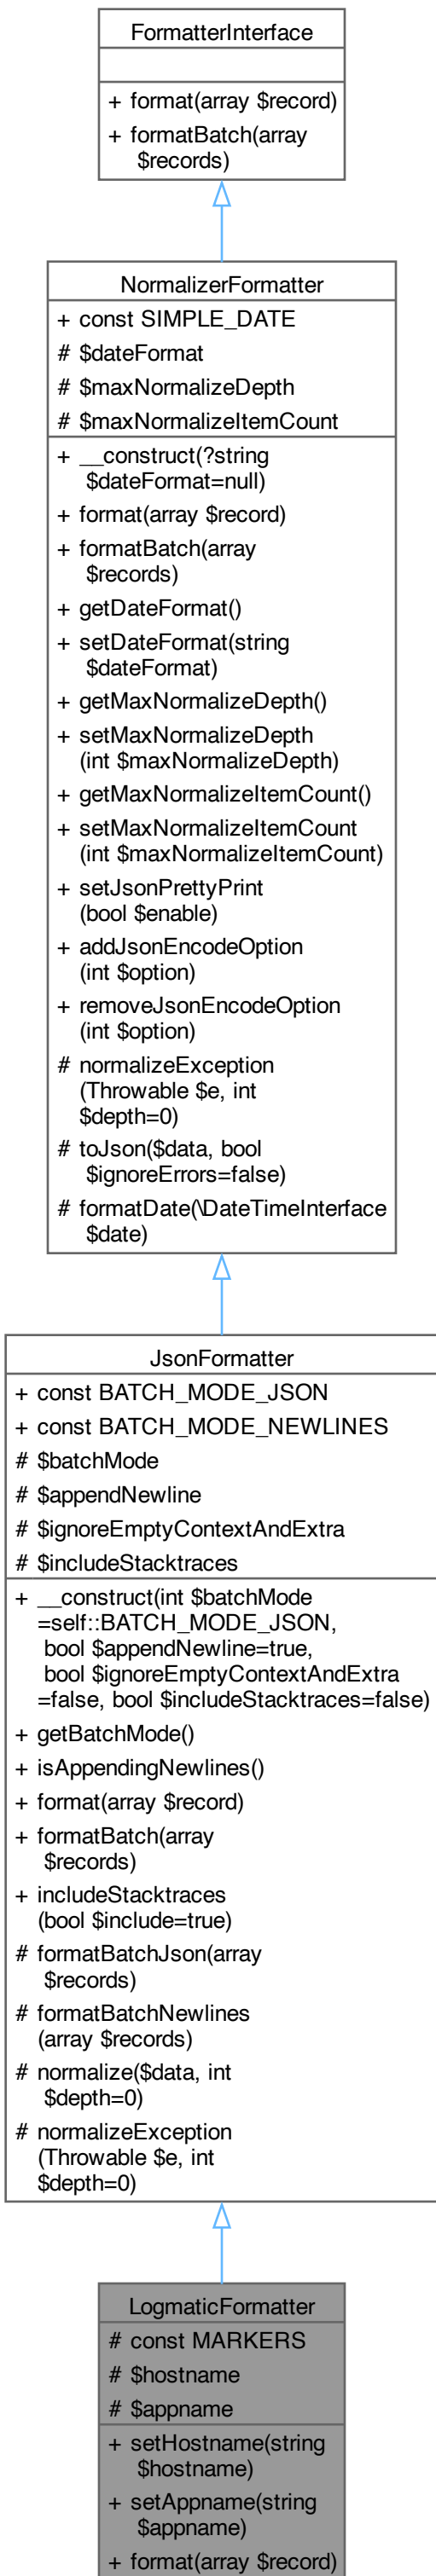 FormatterInterface
+ format(array $record)
+ formatBatch(array
$records)
NormalizerFormatter
+ const SIMPLE_DATE
# $dateFormat
# $maxNormalizeDepth
# $maxNormalizeItemCount
+ __construct(?string
$dateFormat=null)
+ format(array $record)
+ formatBatch(array
$records)
+ getDateFormat()
+ setDateFormat(string
$dateFormat)
+ getMaxNormalizeDepth()
+ setMaxNormalizeDepth
(int $maxNormalizeDepth)
+ getMaxNormalizeItemCount()
+ setMaxNormalizeItemCount
(int $maxNormalizeItemCount)
+ setJsonPrettyPrint
(bool $enable)
+ addJsonEncodeOption
(int $option)
+ removeJsonEncodeOption
(int $option)
# normalizeException
(Throwable $e, int
$depth=0)
# toJson($data, bool
$ignoreErrors=false)
# formatDate(\DateTimeInterface
$date)
JsonFormatter
+ const BATCH_MODE_JSON
+ const BATCH_MODE_NEWLINES
# $batchMode
# $appendNewline
# $ignoreEmptyContextAndExtra
# $includeStacktraces
+ __construct(int $batchMode
=self::BATCH_MODE_JSON,
bool $appendNewline=true,
bool $ignoreEmptyContextAndExtra
=false, bool $includeStacktraces=false)
+ getBatchMode()
+ isAppendingNewlines()
+ format(array $record)
+ formatBatch(array
$records)
+ includeStacktraces
(bool $include=true)
# formatBatchJson(array
$records)
# formatBatchNewlines
(array $records)
# normalize($data, int
$depth=0)
# normalizeException
(Throwable $e, int
$depth=0)
LogmaticFormatter
# const MARKERS
# $hostname
# $appname
+ setHostname(string
$hostname)
+ setAppname(string
$appname)
+ format(array $record)